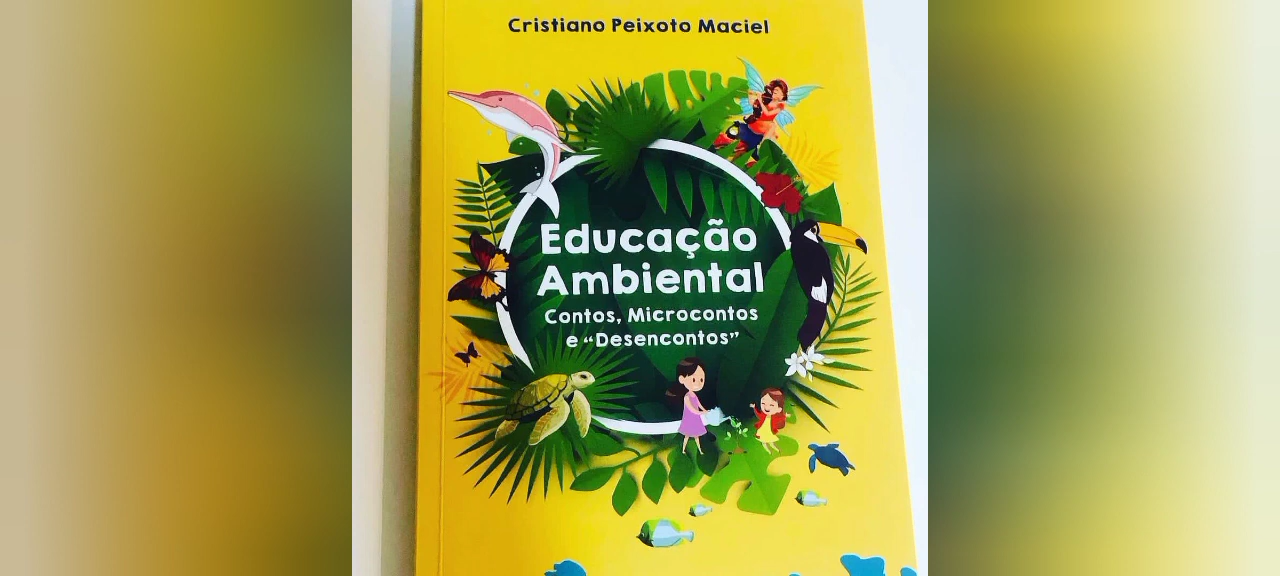 Cristiano Peixoto Maciel
Educação
Ambiental
Contos, Microcontos
e “Desencontos”